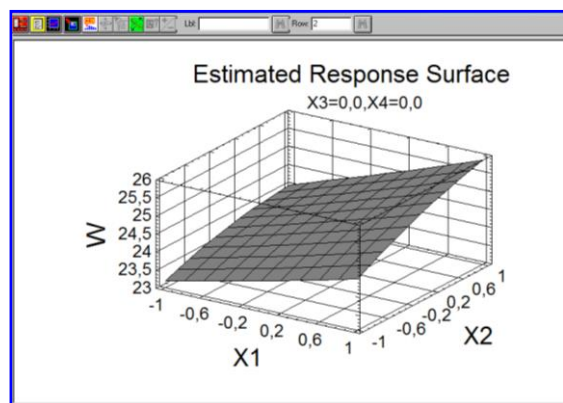 Lbl: Row: 2
Estimated Response Surface
X3=0,0,X4=0,0
26
25,5
25
24,5
24
23,5
23
W
-1 -0,6 -0,2 0,2 0,6 1
X1
-1 -0,6 -0,2 0,2 0,6 1
X2